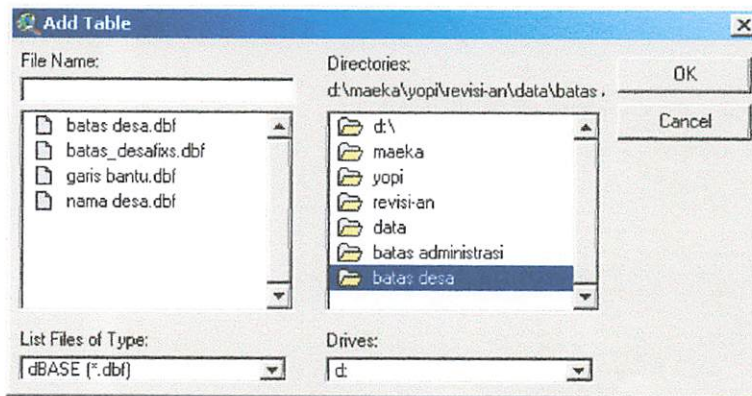 Add Table
File Name:
batas desa.dbf
batas_desafixs.dbf
garis bantu.dbf
nama desa.dbf
List Files of Type:
dBASE (*.dbf)
Directories:
d:\maeka\yopi\revisi-an\data\batas
d:\
maeka
yopi
revisi-an
data
batas administrasi
batas desa
Drives:
d:
OK
Cancel